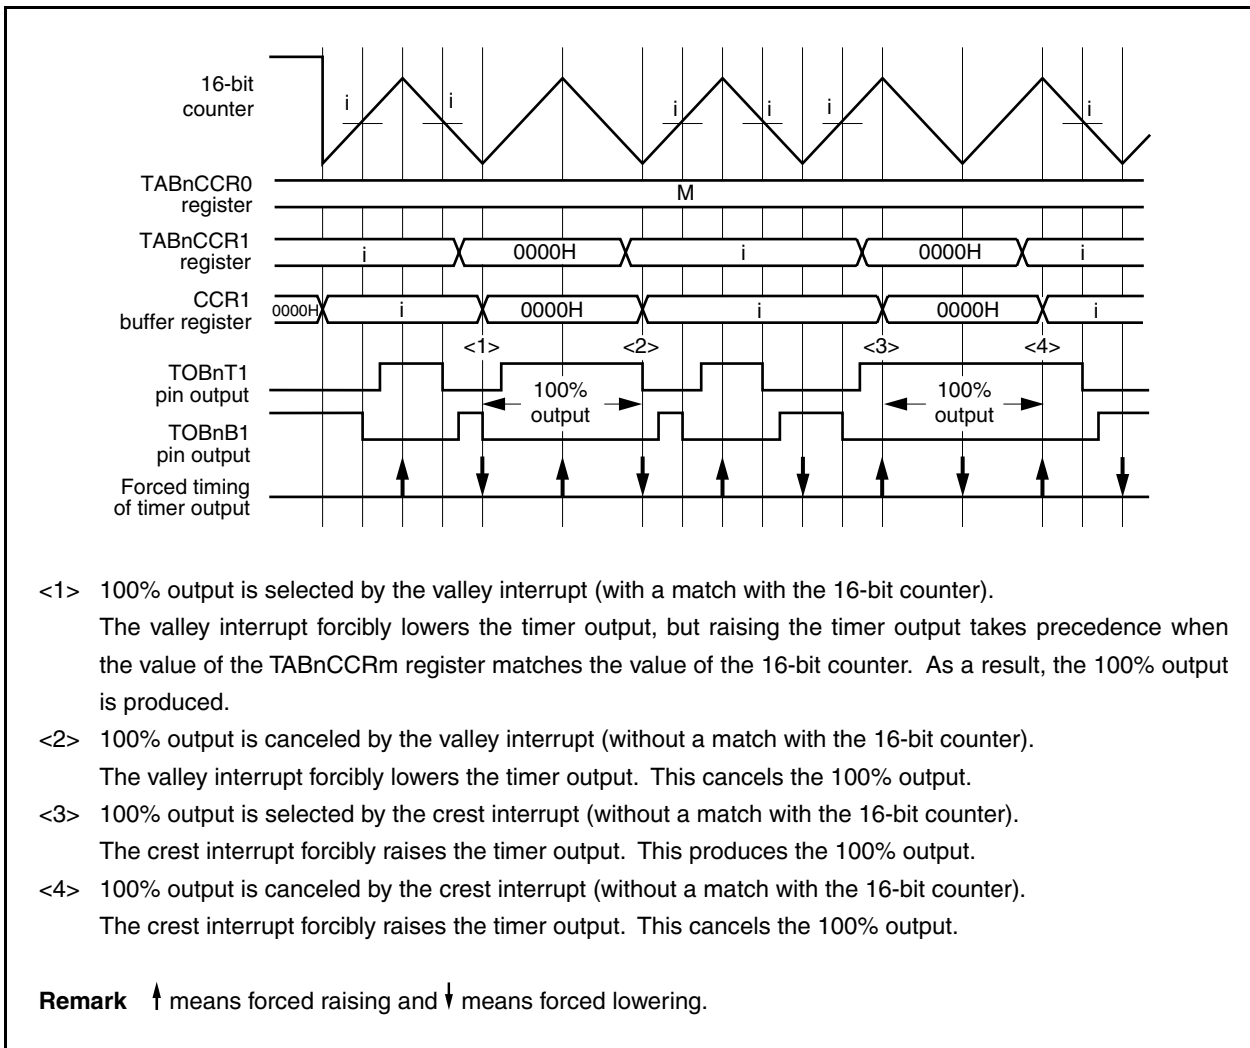 16-bit
counter
i i i i i i
TABnCCR0
register
M
TABnCCR1
register
i 0000H i 0000H i
CCR1
buffer register
0000H i 0000H i 0000H i
<1> <2> <3> <4>
TOBnT1
pin output
100%
output
100%
output
TOBnB1
pin output
Forced timing
of timer output
<1> 100% output is selected by the valley interrupt (with a match with the 16-bit counter).
The valley interrupt forcibly lowers the timer output, but raising the timer output takes precedence when
the value of the TABnCCRm register matches the value of the 16-bit counter. As a result, the 100% output
is produced.
<2> 100% output is canceled by the valley interrupt (without a match with the 16-bit counter).
The valley interrupt forcibly lowers the timer output. This cancels the 100% output.
<3> 100% output is selected by the crest interrupt (without a match with the 16-bit counter).
The crest interrupt forcibly raises the timer output. This produces the 100% output.
<4> 100% output is canceled by the crest interrupt (without a match with the 16-bit counter).
The crest interrupt forcibly raises the timer output. This cancels the 100% output.
Remark ↑ means forced raising and ↓ means forced lowering.